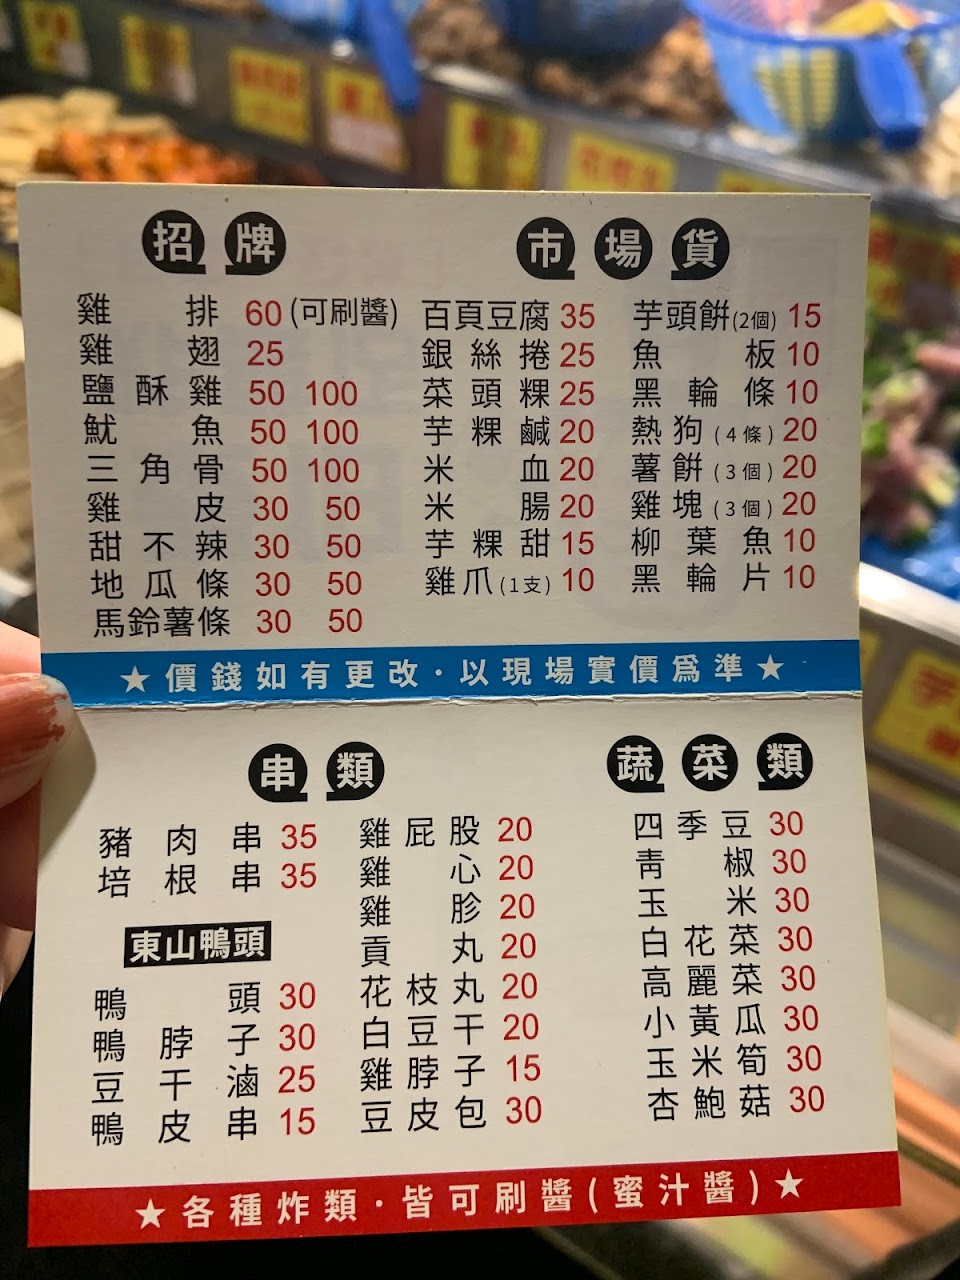 招牌
雞排 60 (可刷醬)
雞翅 25
鹽酥雞 50 100
魷魚 50 100
三角骨 50 100
雞皮 30 50
甜不辣 30 50
地瓜條 30 50
馬鈴薯條 30 50
市場貨
百頁豆腐 35
銀絲捲 25
菜頭粿 25
芋粿鹹 20
米血 20
米腸 20
芋粿甜 15
雞爪(1支) 10
芋頭餅(2個) 15
魚板 10
黑輪條 10
熱狗(4條) 20
薯餅(3個) 20
雞塊(3個) 20
柳葉魚 10
黑輪片 10
★價錢如有更改·以現場實價為準★
串類
豬肉串 35
培根串 35
東山鴨頭
鴨頭 30
鴨脖子 30
豆干滷 25
鴨皮串 15
雞屁股 20
雞心 20
雞胗 20
貢丸 20
花枝丸 20
白豆干 20
雞脖子 15
豆皮包 30
蔬菜類
四季豆 30
青椒 30
玉米 30
白花菜 30
高麗菜 30
小黃瓜 30
玉米筍 30
杏鮑菇 30
★各種炸類·皆可刷醬(蜜汁醬)★